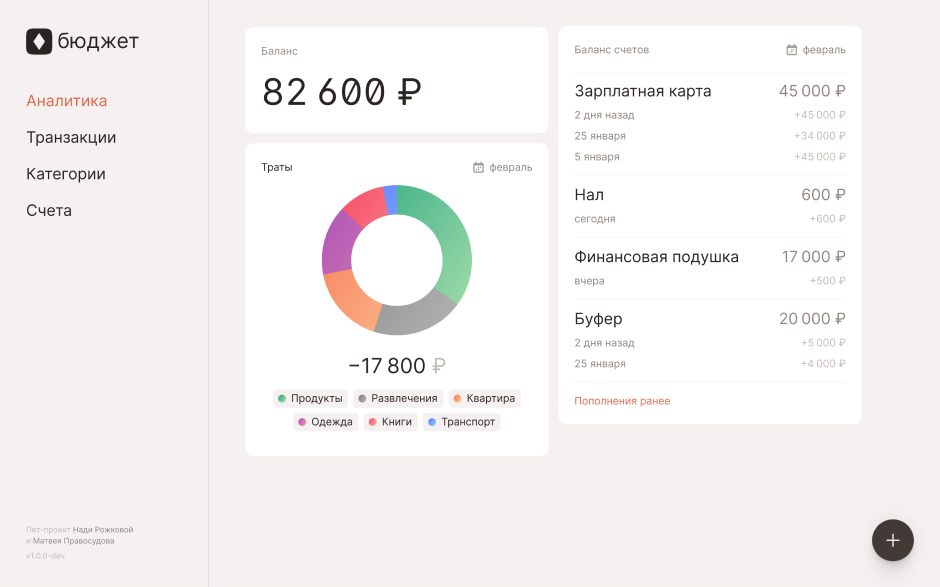 бюджет
Аналитика
Транзакции
Категории
Счета
Пет-проект Нади Рожковой
и Матвея Правосудова
v1.0.0-dev
Баланс
82 600 ₽
Траты
февраль
−17 800 ₽
Продукты
Развлечения
Квартира
Одежда
Книги
Транспорт
Баланс счетов
февраль
Зарплатная карта 45 000 ₽
2 дня назад +45 000 ₽
25 января +34 000 ₽
5 января +45 000 ₽
Нал 600 ₽
сегодня +600 ₽
Финансовая подушка 17 000 ₽
вчера +500 ₽
Буфер 20 000 ₽
2 дня назад +5 000 ₽
25 января +4 000 ₽
Пополнения ранее